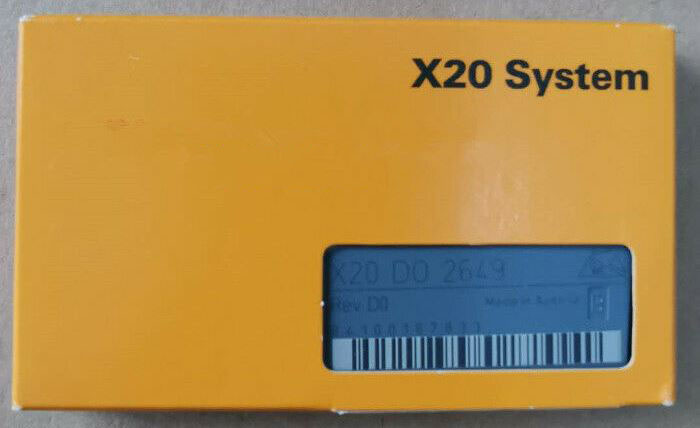 X20 System
X20 DO 2649
Rev. D0 Made in Austria